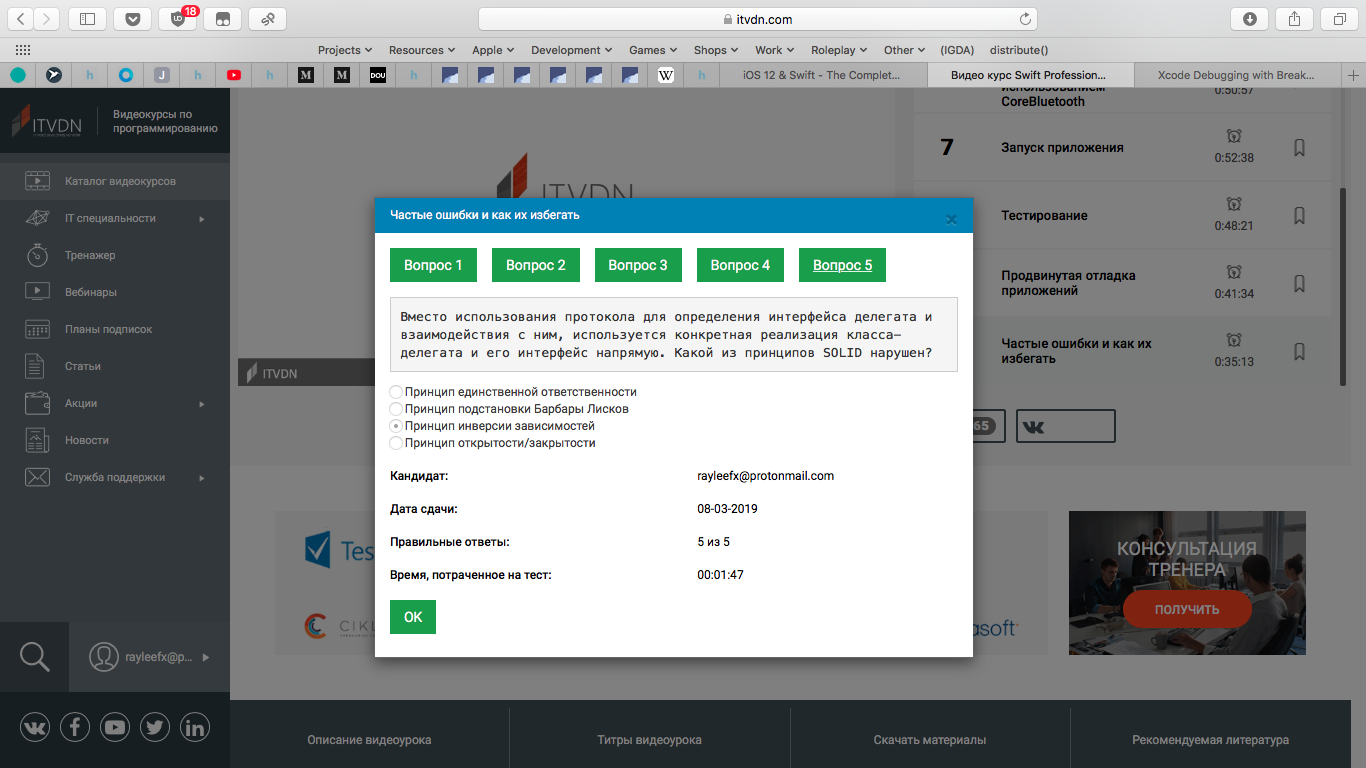 itvdn.com
18
Projects Resources Apple Development Games Shops Work Roleplay Other (IGDA) distribute()
h J h h M M DOU h W h iOS 12 & Swift - The Complet... Видео курс Swift Profession... Xcode Debugging with Break...
ITVDN
Видеокурсы по
программированию
Каталог видеокурсов
IT специальности
Тренажер
Вебинары
Планы подписок
Статьи
Акции
Новости
Служба поддержки
rayleefx@p...
ITVDN
ITVDN
использованием
CoreBluetooth
0:50:57
7
Запуск приложения
0:52:38
Тестирование
0:48:21
Продвинутая отладка
приложений
0:41:34
Частые ошибки и как их
избегать
0:35:13
65
Частые ошибки и как их избегать
Вопрос 1 Вопрос 2 Вопрос 3 Вопрос 4 Вопрос 5
Вместо использования протокола для определения интерфейса делегата и
взаимодействия с ним, используется конкретная реализация класса-
делегата и его интерфейс напрямую. Какой из принципов SOLID нарушен?
Принцип единственной ответственности
Принцип подстановки Барбары Лисков
Принцип инверсии зависимостей
Принцип открытости/закрытости
Кандидат: rayleefx@protonmail.com
Дата сдачи: 08-03-2019
Правильные ответы: 5 из 5
Время, потраченное на тест: 00:01:47
OK
Tes
CIKL
asoft
КОНСУЛЬТАЦИЯ
ТРЕНЕРА
ПОЛУЧИТЬ
Описание видеоурока
Титры видеоурока
Скачать материалы
Рекомендуемая литература